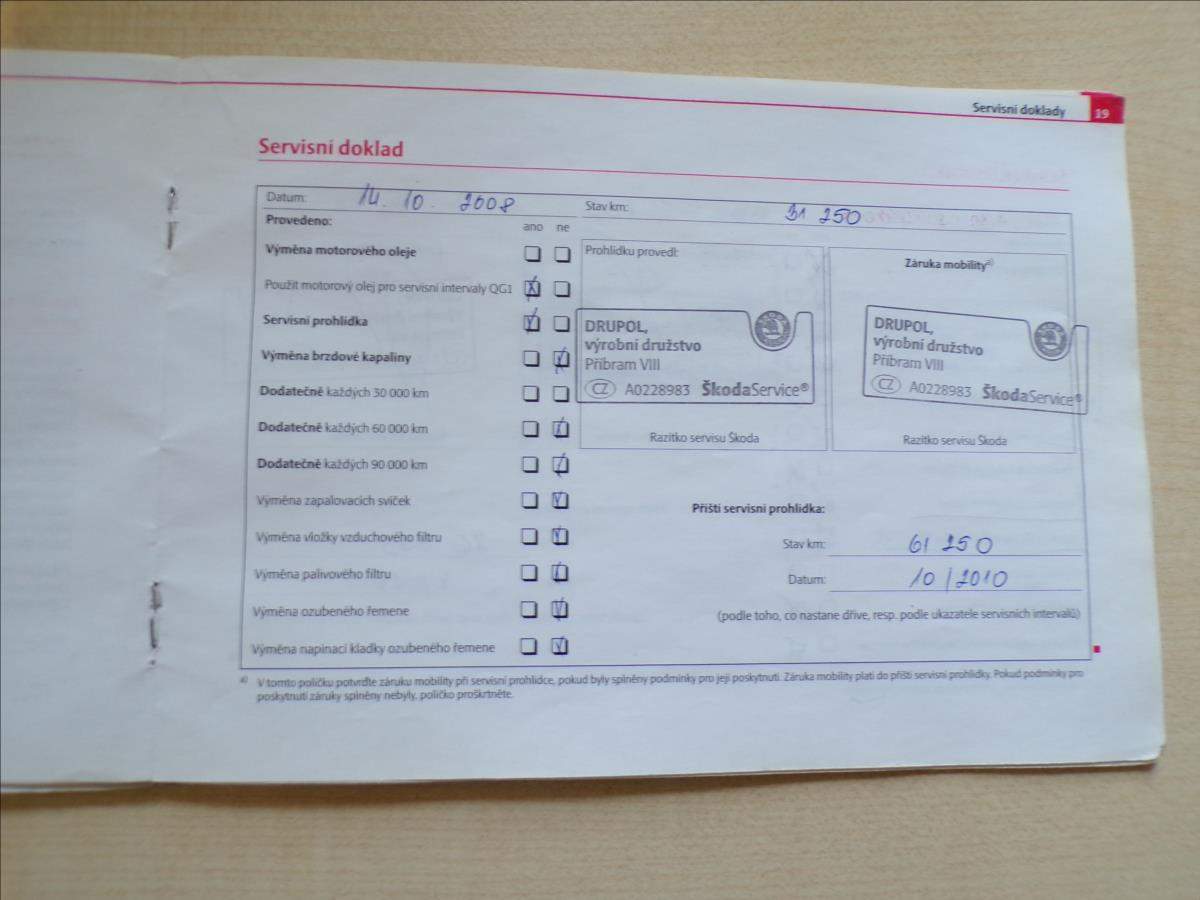 Servisní doklady 19
Servisní doklad
Datum: 14. 10. 2008
Stav km: 31 250
Provedeno: ano ne
Výměna motorového oleje
Použit motorový olej pro servisní intervaly QG1 X
Servisní prohlídka
Výměna brzdové kapaliny
Dodatečně každých 30 000 km
Dodatečně každých 60 000 km
Dodatečně každých 90 000 km
Výměna zapalovacích svíček
Výměna vložky vzduchového filtru
Výměna palivového filtru
Výměna ozubeného řemene
Výměna napínací kladky ozubeného řemene
Prohlídku provedl:
DRUPOL,
výrobní družstvo
Příbram VIII
CZ A0228983 ŠkodaService®
Razítko servisu Škoda
Záruka mobility a)
DRUPOL,
výrobní družstvo
Příbram VIII
CZ A0228983 ŠkodaService®
Razítko servisu Škoda
Příští servisní prohlídka:
Stav km: 61 250
Datum: 10/2010
(podle toho, co nastane dříve, resp. podle ukazatele servisních intervalů)
a) V tomto políčku potvrďte záruku mobility při servisní prohlídce, pokud byly splněny podmínky pro její poskytnutí. Záruka mobility platí do příští servisní prohlídky. Pokud podmínky pro
poskytnutí záruky splněny nebyly, políčko proškrtněte.